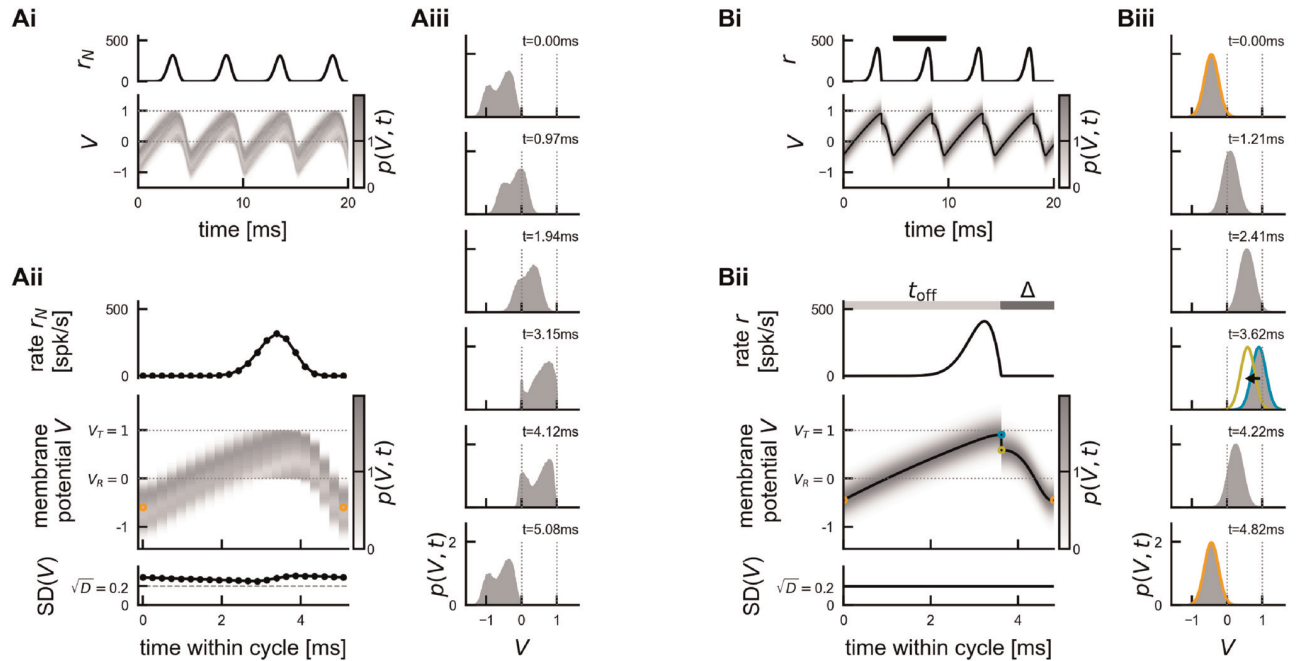 Ai
500
r_N
0
1
V
0
-1
0
10
20
time [ms]
1
0
p(V, t)
Aii
500
rate r_N
[spk/s]
0
membrane
potential V
V_T = 1
V_R = 0
-1
1
0
p(V, t)
SD(V)
√D = 0.2
0
0
2
4
time within cycle [ms]
Aiii
t=0.00ms
t=0.97ms
t=1.94ms
t=3.15ms
t=4.12ms
t=5.08ms
p(V, t)
2
0
−1
0
1
V
Bi
500
r
0
1
V
0
-1
0
10
20
time [ms]
1
0
p(V, t)
Bii
t_off
Δ
500
rate r
[spk/s]
0
membrane
potential V
V_T = 1
V_R = 0
-1
1
0
p(V, t)
SD(V)
√D = 0.2
0
0
2
4
time within cycle [ms]
Biii
t=0.00ms
t=1.21ms
t=2.41ms
t=3.62ms
t=4.22ms
t=4.82ms
p(V, t)
2
0
−1
0
1
V